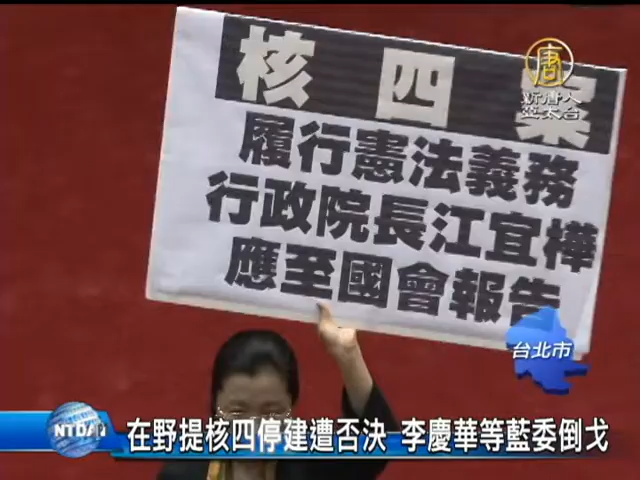 核四案
唐
新唐人
亞太台
履行憲法義務
行政院長江宜樺
應至國會報告
台北市
NTDAP
在野提核四停建遭否決 李慶華等藍委倒戈